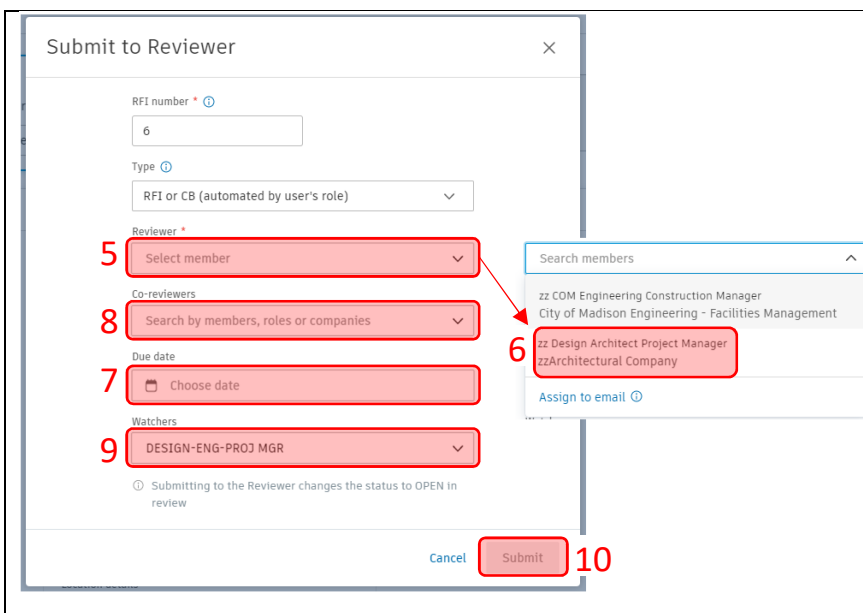 Submit to Reviewer
RFI number *
6
Type
RFI or CB (automated by user's role)
Reviewer *
5
Select member
Search members
Co-reviewers
zz COM Engineering Construction Manager
City of Madison Engineering - Facilities Management
8
Search by members, roles or companies
6
zz Design Architect Project Manager
zzArchitectural Company
Due date
7
Choose date
Assign to email
Watchers
9
DESIGN-ENG-PROJ MGR
Submitting to the Reviewer changes the status to OPEN in
review
Cancel
Submit
10